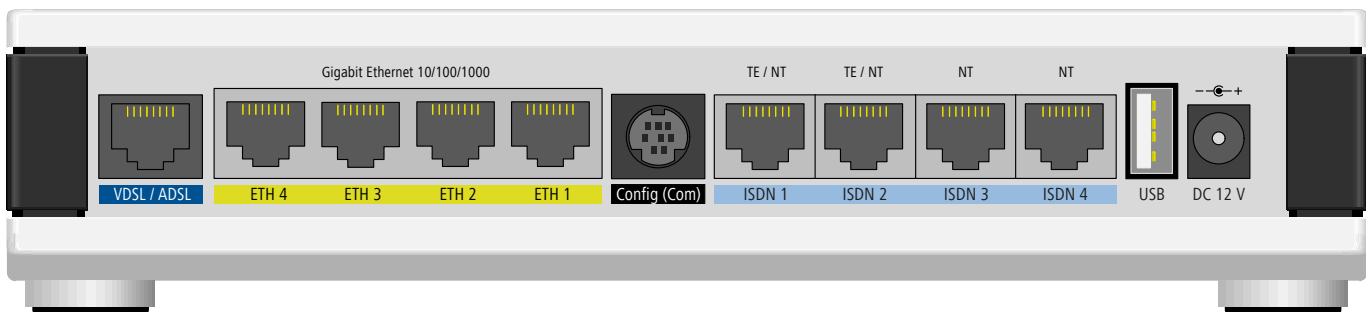 Gigabit Ethernet 10/100/1000
TE / NT
TE / NT
NT
NT
VDSL / ADSL
ETH 4
ETH 3
ETH 2
ETH 1
Config (Com)
ISDN 1
ISDN 2
ISDN 3
ISDN 4
USB
DC 12 V